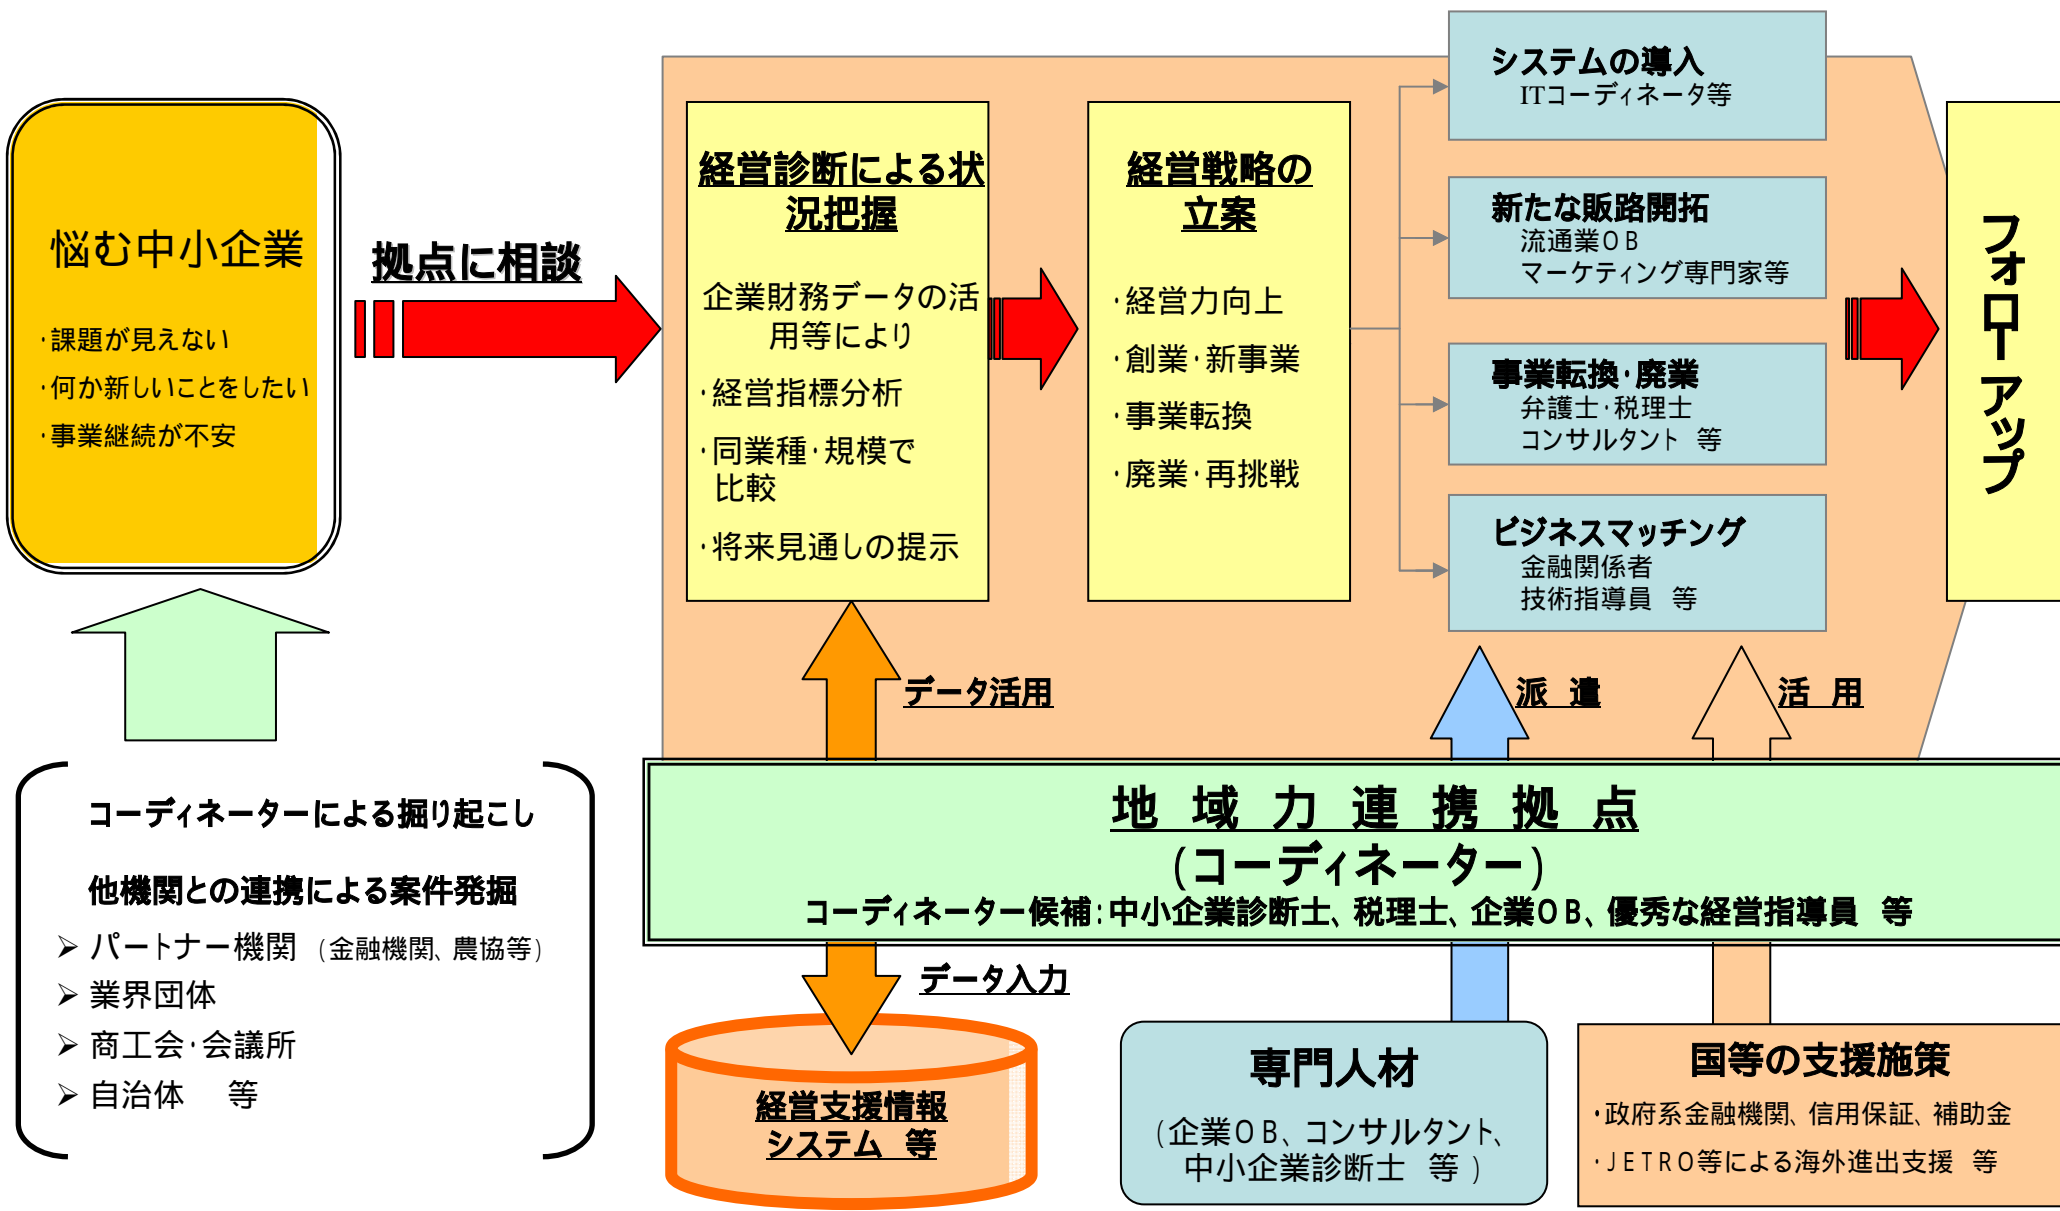 悩む中小企業
・課題が見えない
・何か新しいことをしたい
・事業継続が不安
拠点に相談
経営診断による状
況把握
企業財務データの活
用等により
・経営指標分析
・同業種・規模で
比較
・将来見通しの提示
経営戦略の
立案
・経営力向上
・創業・新事業
・事業転換
・廃業・再挑戦
システムの導入
ITコーディネータ等
新たな販路開拓
流通業OB
マーケティング専門家等
事業転換・廃業
弁護士・税理士
コンサルタント 等
ビジネスマッチング
金融関係者
技術指導員 等
フォローアップ
データ活用
派 遣
活 用
コーディネーターによる掘り起こし
他機関との連携による案件発掘
➢ パートナー機関 (金融機関、農協等)
➢ 業界団体
➢ 商工会・会議所
➢ 自治体 等
地 域 力 連 携 拠 点
(コーディネーター)
コーディネーター候補:中小企業診断士、税理士、企業OB、優秀な経営指導員 等
データ入力
経営支援情報
システム 等
専門人材
(企業OB、コンサルタント、
中小企業診断士 等)
国等の支援施策
・政府系金融機関、信用保証、補助金
・JETRO等による海外進出支援 等